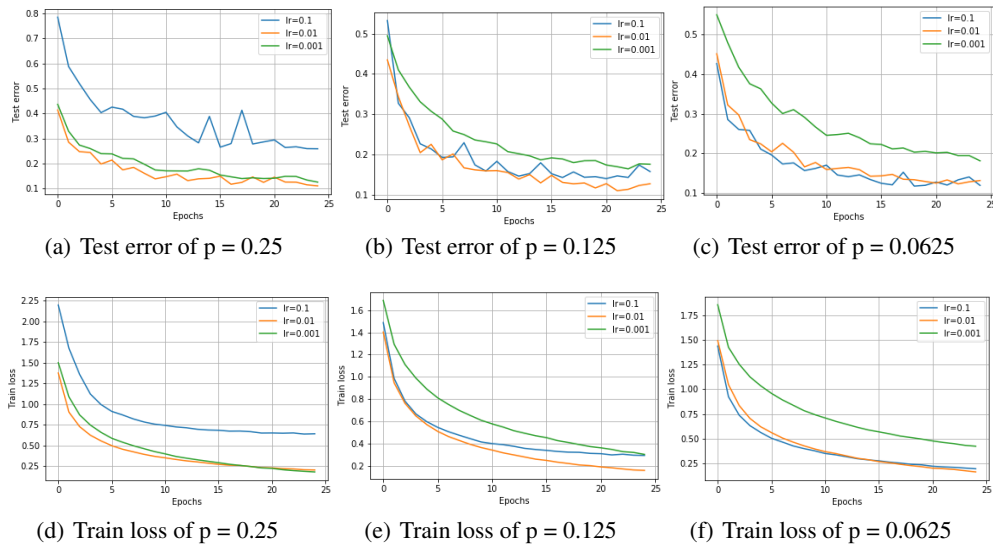 0.8
0.7
0.6
0.5
0.4
0.3
0.2
0.1
Test error
0 5 10 15 20 25
Epochs
lr=0.1
lr=0.01
lr=0.001
(a) Test error of p = 0.25
0.5
0.4
0.3
0.2
0.1
Test error
0 5 10 15 20 25
Epochs
lr=0.1
lr=0.01
lr=0.001
(b) Test error of p = 0.125
0.5
0.4
0.3
0.2
0.1
Test error
0 5 10 15 20 25
Epochs
lr=0.1
lr=0.01
lr=0.001
(c) Test error of p = 0.0625
2.25
2.00
1.75
1.50
1.25
1.00
0.75
0.50
0.25
Train loss
0 5 10 15 20 25
Epochs
lr=0.1
lr=0.01
lr=0.001
(d) Train loss of p = 0.25
1.6
1.4
1.2
1.0
0.8
0.6
0.4
0.2
Train loss
0 5 10 15 20 25
Epochs
lr=0.1
lr=0.01
lr=0.001
(e) Train loss of p = 0.125
1.75
1.50
1.25
1.00
0.75
0.50
0.25
Train loss
0 5 10 15 20 25
Epochs
lr=0.1
lr=0.01
lr=0.001
(f) Train loss of p = 0.0625